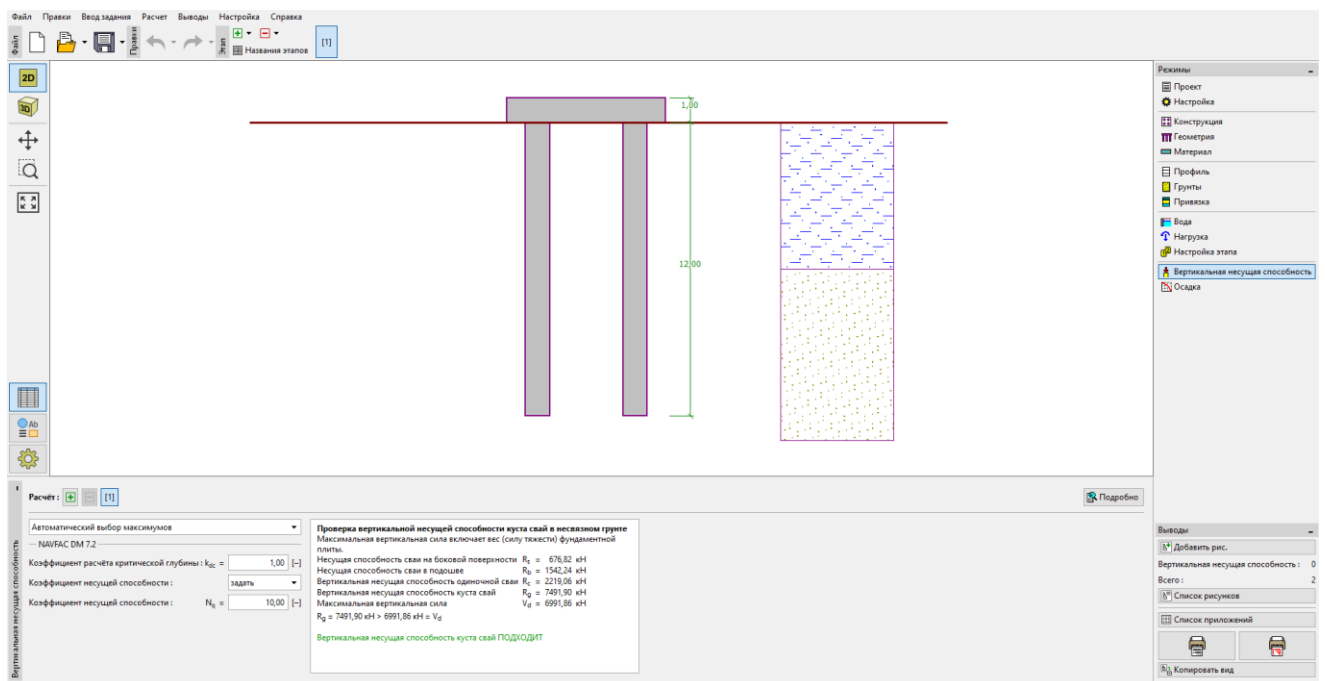 Файл Правки Ввод задания Расчет Выводы Настройка Справка
Файл
Правки
Этап
Названия этапов
[1]
2D
3D
Ab
1,00
12,00
Режимы
Проект
Настройка
Конструкция
Геометрия
Материал
Профиль
Грунты
Привязка
Вода
Нагрузка
Настройка этапа
Вертикальная несущая способность
Осадка
Вертикальная несущая способность
Расчёт : [1]
Подробно
Автоматический выбор максимумов
NAVFAC DM 7.2
Коэффициент расчёта критической глубины : kdc = 1,00 [–]
Коэффициент несущей способности : задать
Коэффициент несущей способности : Nq = 10,00 [–]
Проверка вертикальной несущей способности куста свай в несвязном грунте
Максимальная вертикальная сила включает вес (силу тяжести) фундаментной
плиты.
Несущая способность сваи на боковой поверхности Rs = 676,82 кН
Несущая способность сваи в подошве Rb = 1542,24 кН
Вертикальная несущая способность одиночной сваи Rc = 2219,06 кН
Вертикальная несущая способность куста свай Rg = 7491,90 кН
Максимальная вертикальная сила Vd = 6991,86 кН
Rg = 7491,90 кН > 6991,86 кН = Vd
Вертикальная несущая способность куста свай ПОДХОДИТ
Выводы
Добавить рис.
Вертикальная несущая способность : 0
Всего : 2
Список рисунков
Список приложений
Копировать вид